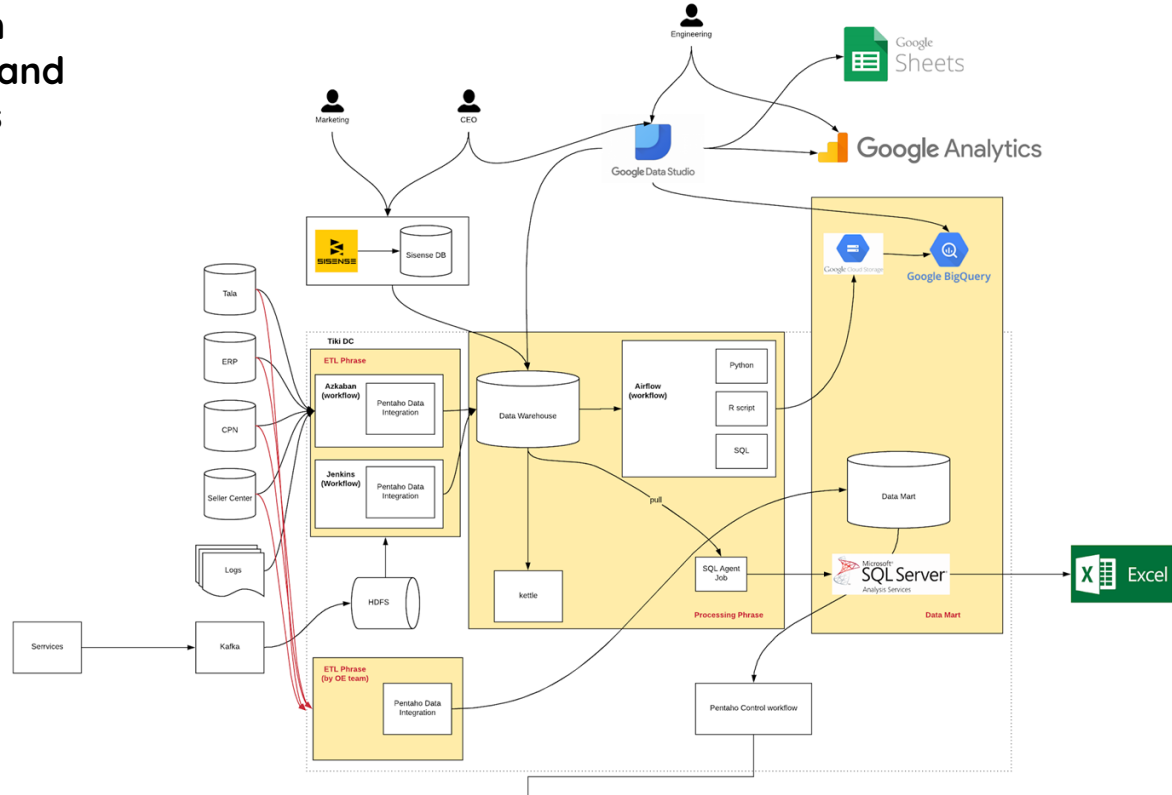 n
and
s
Engineering
Google
Sheets
Marketing
CEO
Google Data Studio
Google Analytics
SISENSE
Sisense DB
Google Cloud Storage
Google BigQuery
Tala
ERP
CPN
Seller Center
Logs
Serrvices
Kafka
HDFS
Tiki DC
ETL Phrase
Azkaban
(workflow)
Pentaho Data
Integration
Jenkins
(Workflow)
Pentaho Data
Integration
Data Warehouse
Airflow
(workflow)
Python
R script
SQL
pull
kettle
SQL Agent
Job
Processing Phrase
Data Mart
Microsoft
SQL Server
Analysis Services
Data Mart
X
Excel
ETL Phrase
(by OE team)
Pentaho Data
Integration
Pentaho Control workflow